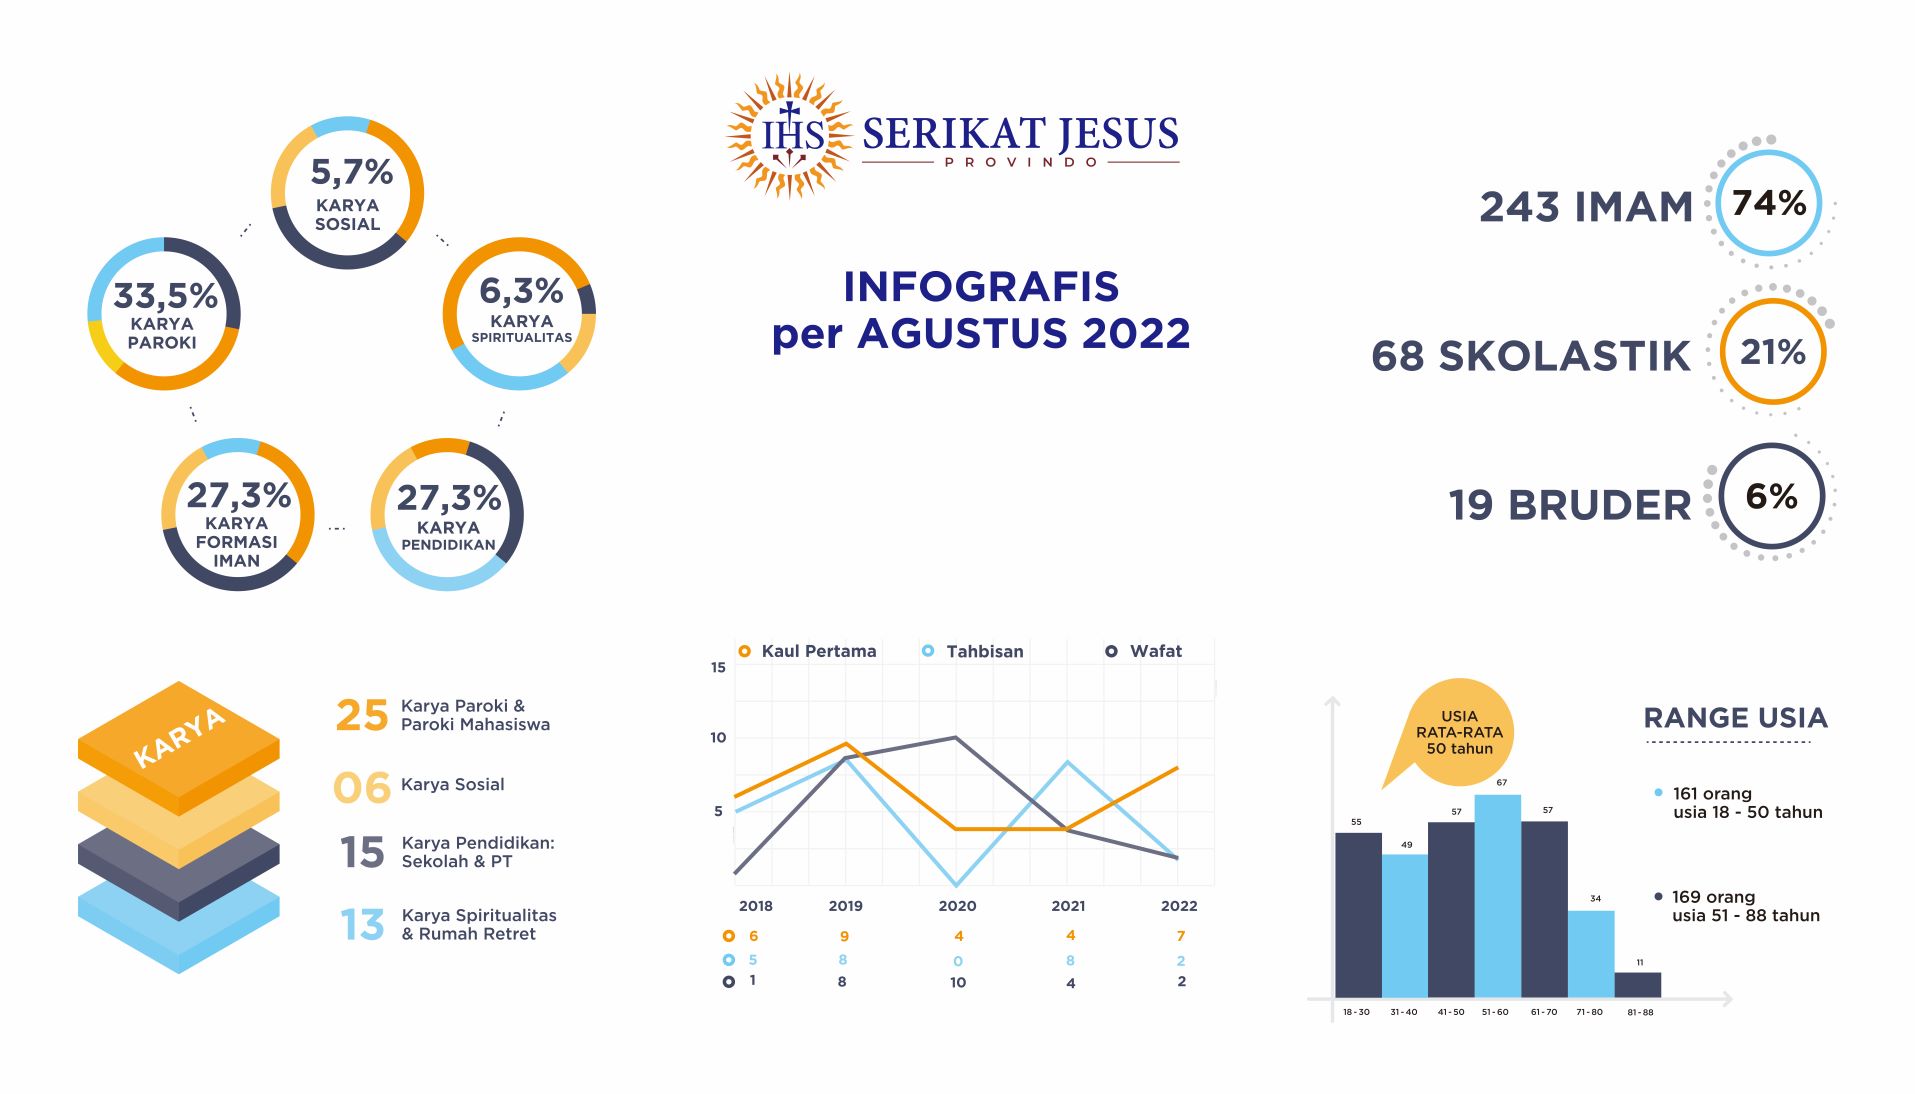 IHS
SERIKAT JESUS
PROVINDO
INFOGRAFIS
per AGUSTUS 2022
5,7%
KARYA
SOSIAL
33,5%
KARYA
PAROKI
6,3%
KARYA
SPIRITUALITAS
27,3%
KARYA
FORMASI
IMAN
27,3%
KARYA
PENDIDIKAN
243 IMAM
74%
68 SKOLASTIK
21%
19 BRUDER
6%
KARYA
25
Karya Paroki &
Paroki Mahasiswa
06
Karya Sosial
15
Karya Pendidikan:
Sekolah & PT
13
Karya Spiritualitas
& Rumah Retret
Kaul Pertama Tahbisan Wafat
15
10
5
2018 2019 2020 2021 2022
6 9 4 4 7
5 8 0 8 2
1 8 10 4 2
USIA
RATA-RATA
50 tahun
55 49 57 67 57 34 11
18-30 31-40 41-50 51-60 61-70 71-80 81-88
RANGE USIA
161 orang
usia 18 - 50 tahun
169 orang
usia 51 - 88 tahun